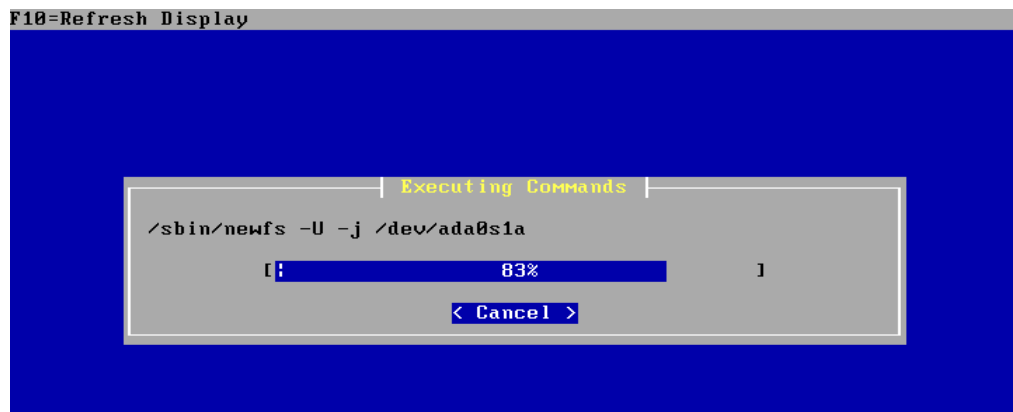 F10=Refresh Display
Executing Commands
/sbin/newfs -U -j /dev/ada0s1a
[¦ 83% ]
< Cancel >